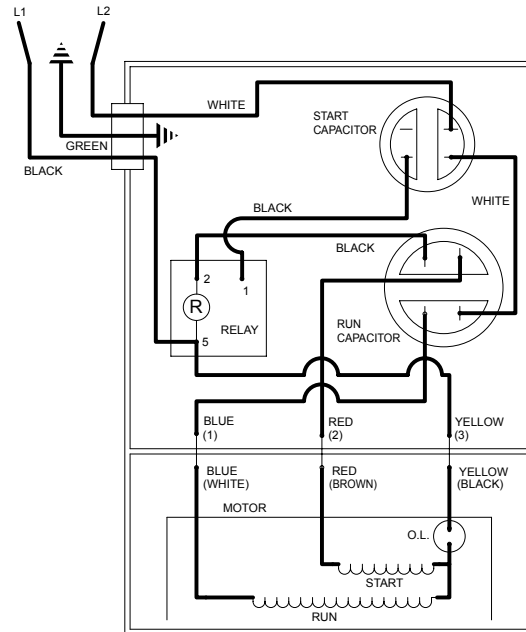 L1
L2
WHITE
START
CAPACITOR
GREEN
BLACK
WHITE
BLACK
BLACK
2
1
R
RELAY
5
RUN
CAPACITOR
BLUE
(1)
RED
(2)
YELLOW
(3)
BLUE
(WHITE)
RED
(BROWN)
YELLOW
(BLACK)
MOTOR
O.L.
START
RUN